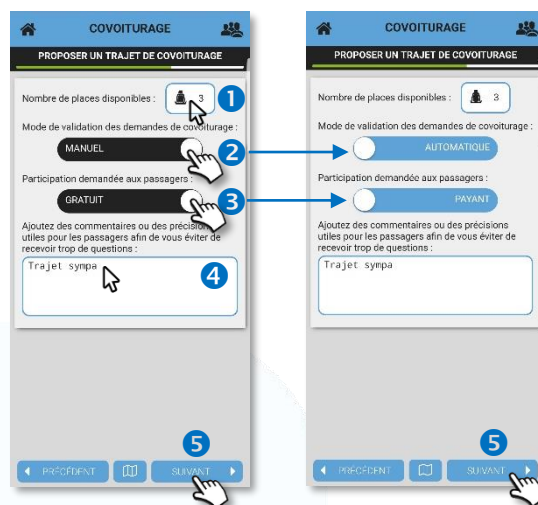 COVOITURAGE
PROPOSER UN TRAJET DE COVOITURAGE
Nombre de places disponibles : 3 1
Mode de validation des demandes de covoiturage :
MANUEL 2
Participation demandée aux passagers :
GRATUIT 3
Ajoutez des commentaires ou des précisions
utiles pour les passagers afin de vous éviter de
recevoir trop de questions :
Trajet sympa
4
5
PRÉCÉDENT SUIVANT
COVOITURAGE
PROPOSER UN TRAJET DE COVOITURAGE
Nombre de places disponibles : 3
Mode de validation des demandes de covoiturage :
AUTOMATIQUE
Participation demandée aux passagers :
PAYANT
Ajoutez des commentaires ou des précisions
utiles pour les passagers afin de vous éviter de
recevoir trop de questions :
Trajet sympa
5
PRÉCÉDENT SUIVANT